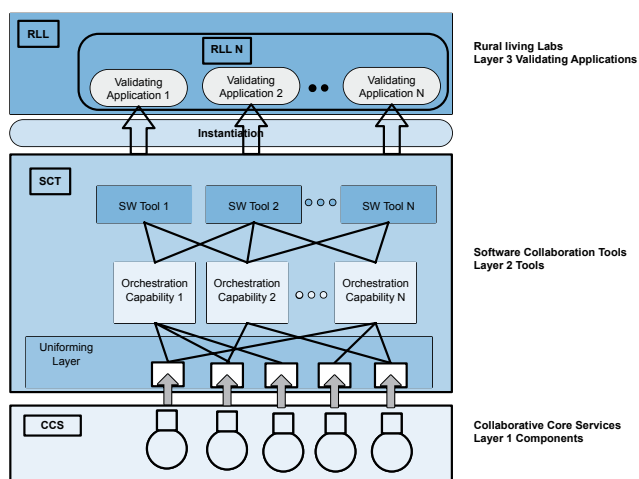 RLL
RLL N
Validating
Application 1
Validating
Application 2
Validating
Application N
Rural living Labs
Layer 3 Validating Applications
Instantiation
SCT
SW Tool 1
SW Tool 2
SW Tool N
Software Collaboration Tools
Layer 2 Tools
Orchestration
Capability 1
Orchestration
Capability 2
Orchestration
Capability N
Uniforming
Layer
CCS
Collaborative Core Services
Layer 1 Components